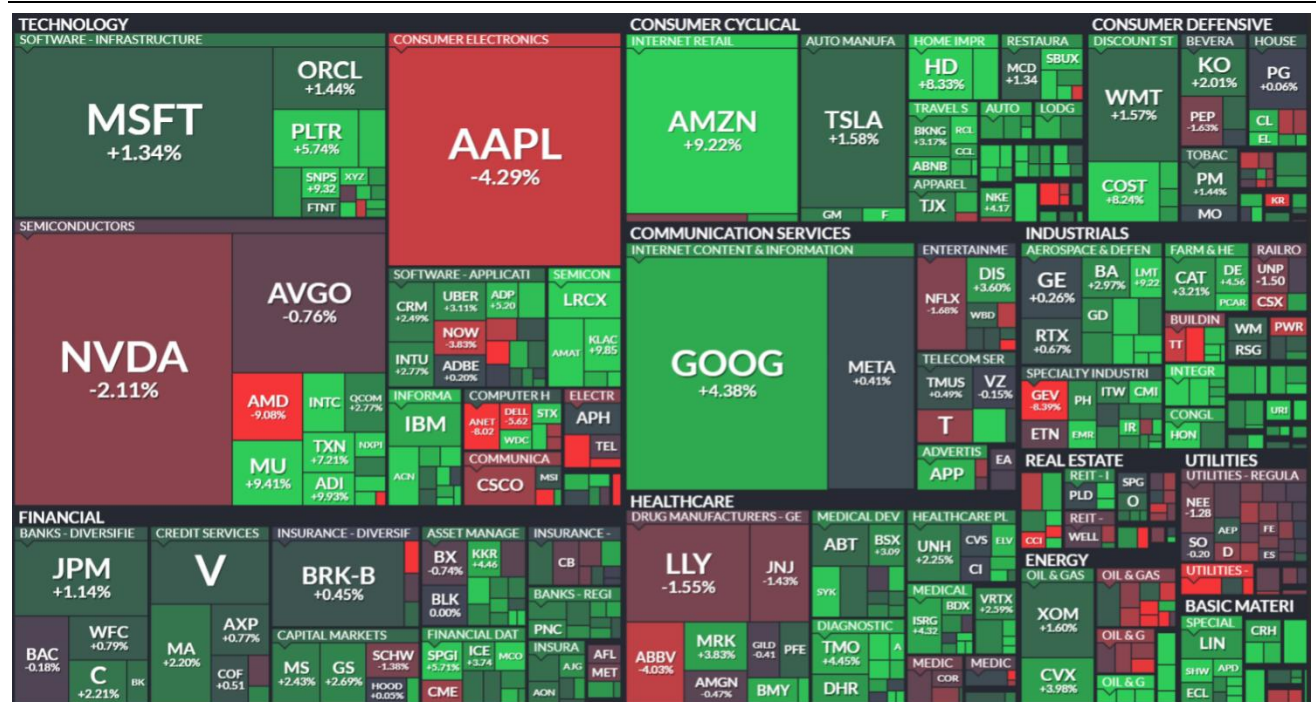 TECHNOLOGY
SOFTWARE - INFRASTRUCTURE
MSFT
+1.34%
ORCL
+1.44%
PLTR
+5.74%
SNPS
+9.32
XYZ
FTNT
CONSUMER ELECTRONICS
AAPL
-4.29%
SEMICONDUCTORS
NVDA
-2.11%
AVGO
-0.76%
AMD
-9.08%
INTC
QCOM
+2.77%
MU
+9.41%
TXN
+7.21%
NXPI
ADI
+9.93%
SOFTWARE - APPLICATI
CRM
+2.49%
UBER
+3.11%
ADP
+5.20
NOW
-3.83%
INTU
+2.77%
ADBE
+0.20%
SEMICON
LRCX
AMAT
KLAC
+9.85
INFORMA
IBM
ACN
COMPUTER H
ANET
-8.02
DELL
-5.62
STX
WDC
ELECTR
APH
TEL
COMMUNICA
CSCO
MSI
CONSUMER CYCLICAL
INTERNET RETAIL
AMZN
+9.22%
AUTO MANUFA
TSLA
+1.58%
GM
F
HOME IMPR
HD
+8.33%
RESTAURA
MCD
+1.34
SBUX
TRAVEL S
BKNG
+3.17%
RCL
CCL
ABNB
AUTO
LODG
APPAREL
TJX
NKE
+4.17
CONSUMER DEFENSIVE
DISCOUNT ST
WMT
+1.57%
COST
+8.24%
BEVERA
KO
+2.01%
PEP
-1.63%
HOUSE
PG
+0.06%
CL
EL
TOBAC
PM
+1.44%
MO
KR
COMMUNICATION SERVICES
INTERNET CONTENT & INFORMATION
GOOG
+4.38%
META
+0.41%
ENTERTAINME
NFLX
-1.68%
DIS
+3.60%
WBD
TELECOM SER
TMUS
+0.49%
VZ
-0.15%
T
ADVERTIS
APP
EA
INDUSTRIALS
AEROSPACE & DEFEN
GE
+0.26%
BA
+2.97%
LMT
+9.22
RTX
+0.67%
GD
FARM & HE
CAT
+3.21%
DE
+4.56
PCAR
RAILRO
UNP
-1.50
CSX
BUILDIN
TT
WM
PWR
RSG
SPECIALTY INDUSTRI
GEV
-8.39%
PH
ITW
CMI
ETN
EMR
IR
INTEGR
CONGL
HON
URI
FINANCIAL
BANKS - DIVERSIFIE
JPM
+1.14%
BAC
-0.18%
WFC
+0.79%
C
+2.21%
BK
CREDIT SERVICES
V
MA
+2.20%
AXP
+0.77%
COF
+0.51
INSURANCE - DIVERSIF
BRK-B
+0.45%
CAPITAL MARKETS
MS
+2.43%
GS
+2.69%
SCHW
-1.38%
HOOD
+0.05%
ASSET MANAGE
BX
-0.74%
KKR
+4.46
BLK
0.00%
FINANCIAL DAT
SPGI
+5.71%
ICE
+3.74
MCO
CME
INSURANCE -
CB
BANKS - REGI
PNC
INSURA
AJG
AON
AFL
MET
HEALTHCARE
DRUG MANUFACTURERS - GE
LLY
-1.55%
JNJ
-1.43%
ABBV
-4.03%
MRK
+3.83%
GILD
-0.41
PFE
AMGN
-0.47%
BMY
MEDICAL DEV
ABT
BSX
+3.09
SYK
DIAGNOSTIC
TMO
+4.45%
A
DHR
HEALTHCARE PL
UNH
+2.25%
CVS
ELV
CI
MEDICAL
ISRG
+4.32
BDX
VRTX
+2.59%
MEDIC
COR
MEDIC
REAL ESTATE
CCI
REIT - I
PLD
SPG
O
REIT -
WELL
UTILITIES
UTILITIES - REGULA
NEE
-1.28
SO
-0.20
AEP
FE
D
ES
UTILITIES -
ENERGY
OIL & GAS
XOM
+1.60%
CVX
+3.98%
OIL & GAS
OIL & G
OIL & G
BASIC MATERI
SPECIAL
LIN
CRH
SHW
APD
ECL